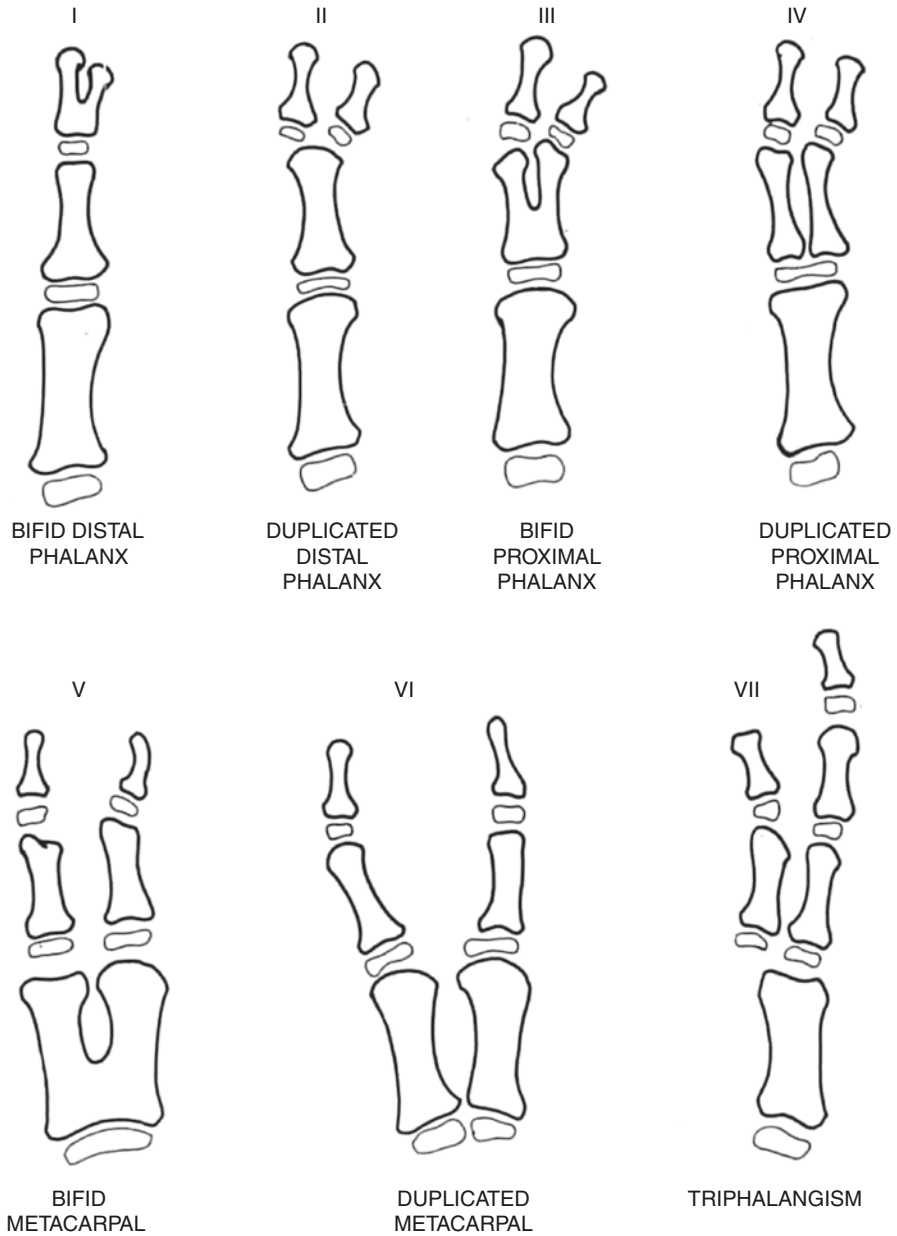 I
II
III
IV
BIFID DISTAL
PHALANX
DUPLICATED
DISTAL
PHALANX
BIFID
PROXIMAL
PHALANX
DUPLICATED
PROXIMAL
PHALANX
V
VI
VII
BIFID
METACARPAL
DUPLICATED
METACARPAL
TRIPHALANGISM